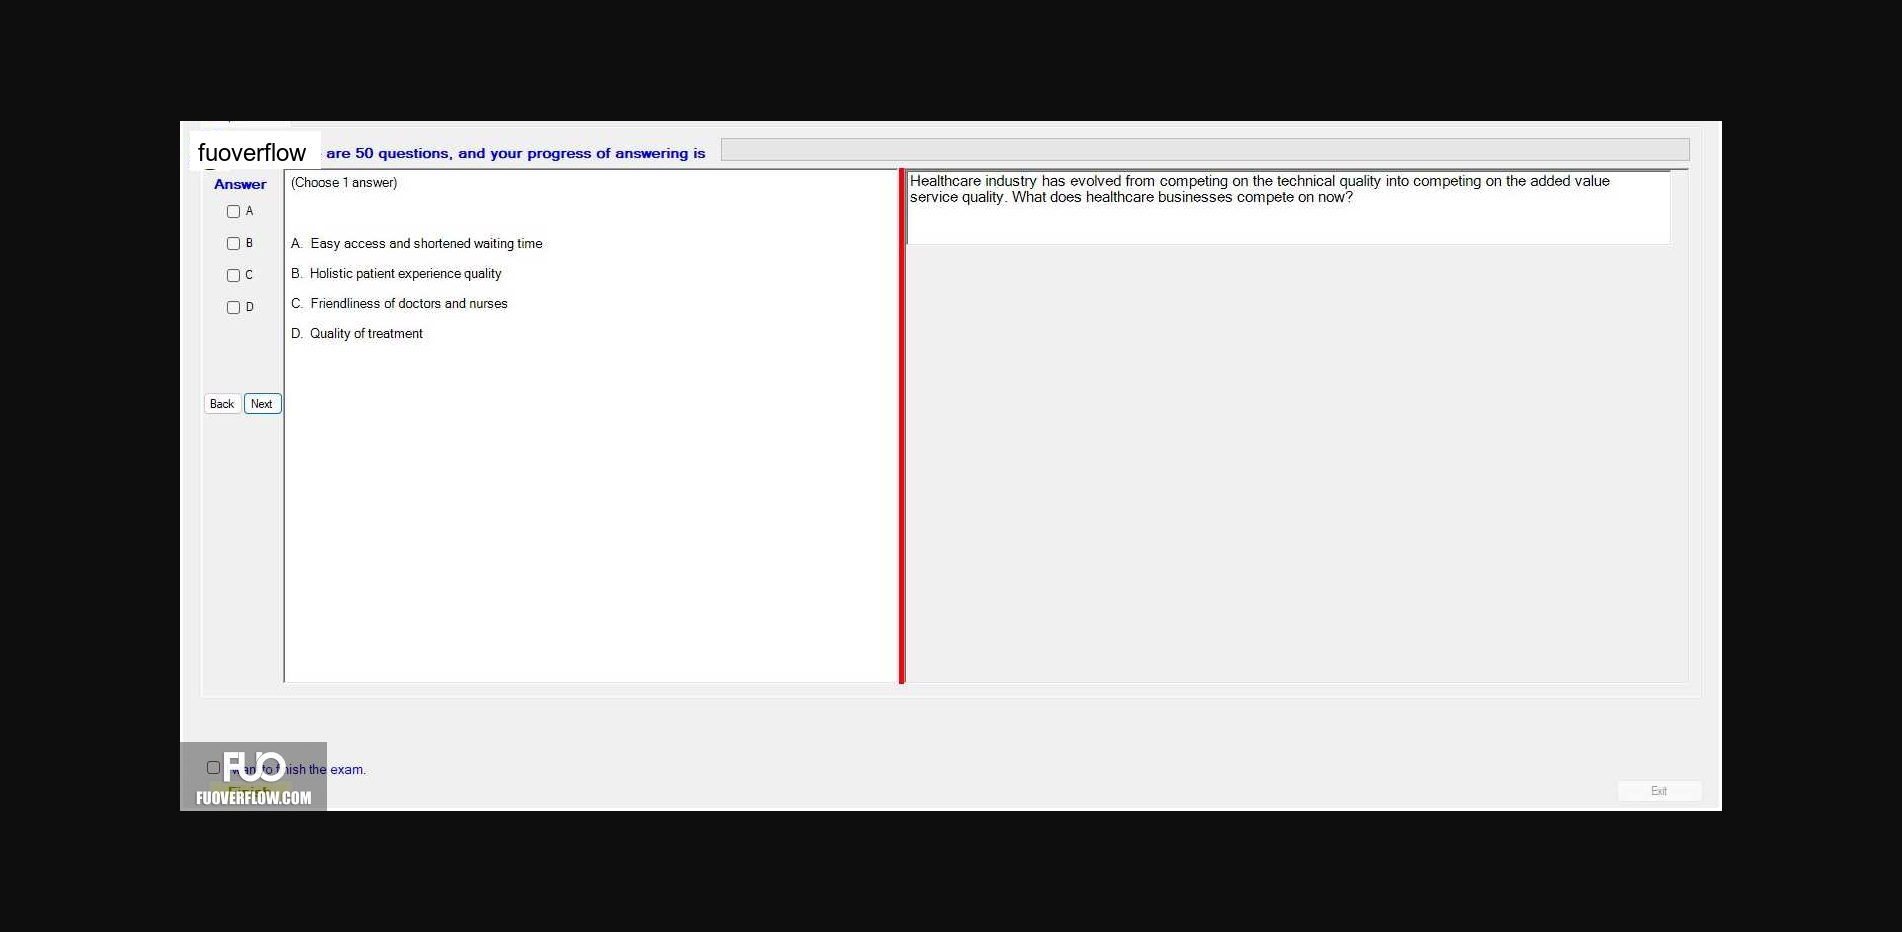 fuoverflow are 50 questions, and your progress of answering is
Answer
A
B
C
D
Back Next
(Choose 1 answer)
A. Easy access and shortened waiting time
B. Holistic patient experience quality
C. Friendliness of doctors and nurses
D. Quality of treatment
Healthcare industry has evolved from competing on the technical quality into competing on the added value
service quality. What does healthcare businesses compete on now?
want to finish the exam.
Finish
FUO
FUOVERFLOW.COM
Exit